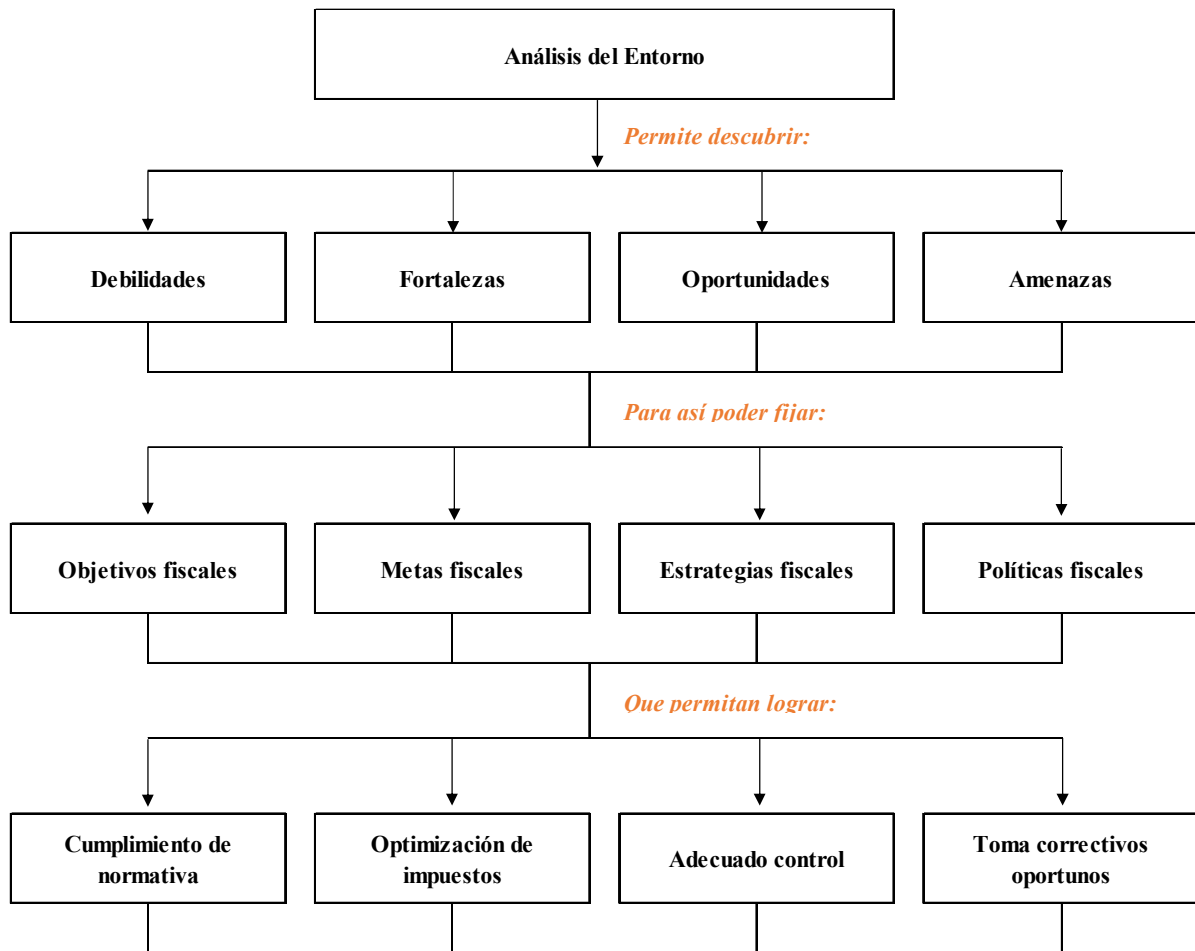 Análisis del Entorno
Permite descubrir:
Debilidades
Fortalezas
Oportunidades
Amenazas
Para así poder fijar:
Objetivos fiscales
Metas fiscales
Estrategias fiscales
Políticas fiscales
Que permitan lograr:
Cumplimiento de
normativa
Optimización de
impuestos
Adecuado control
Toma correctivos
oportunos